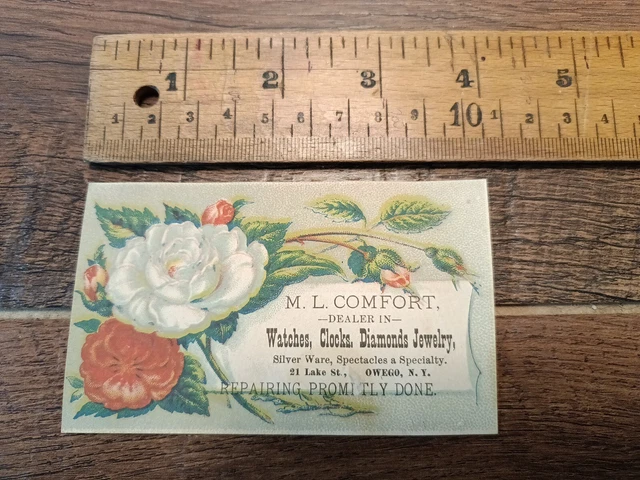 1 2 3 4 5
1 2 3 4 5 6 7 8 9 10 1 2 3 4
M. L. COMFORT,
—DEALER IN—
Watches, Clocks, Diamonds Jewelry,
Silver Ware, Spectacles a Specialty.
21 Lake St., OWEGO, N. Y.
REPAIRING PROMPTLY DONE.